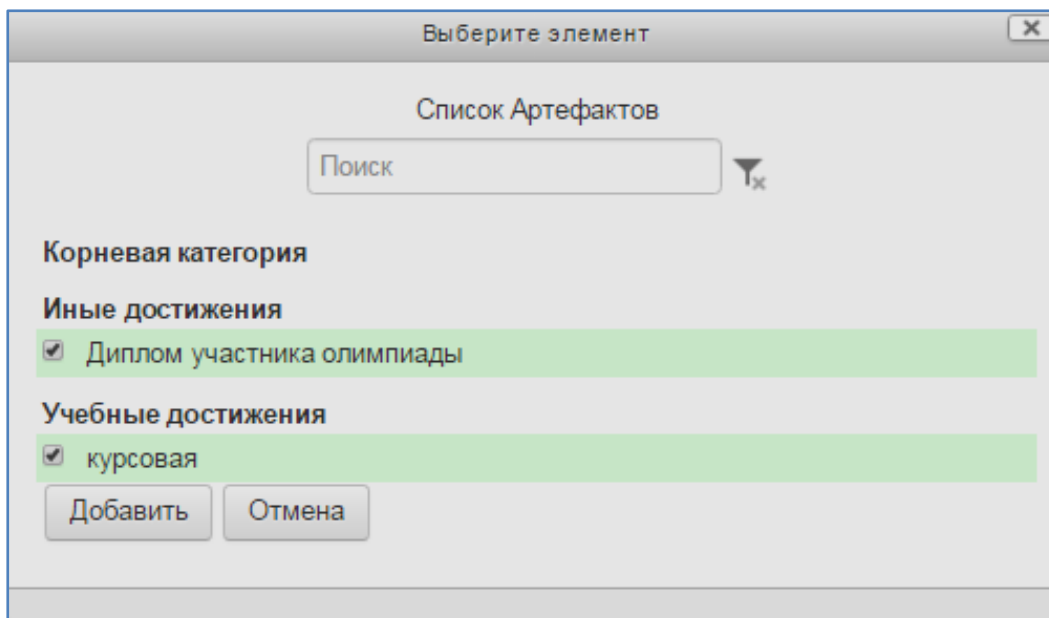 Выберите элемент
Список Артефактов
Поиск
Корневая категория
Иные достижения
Диплом участника олимпиады
Учебные достижения
курсовая
Добавить Отмена